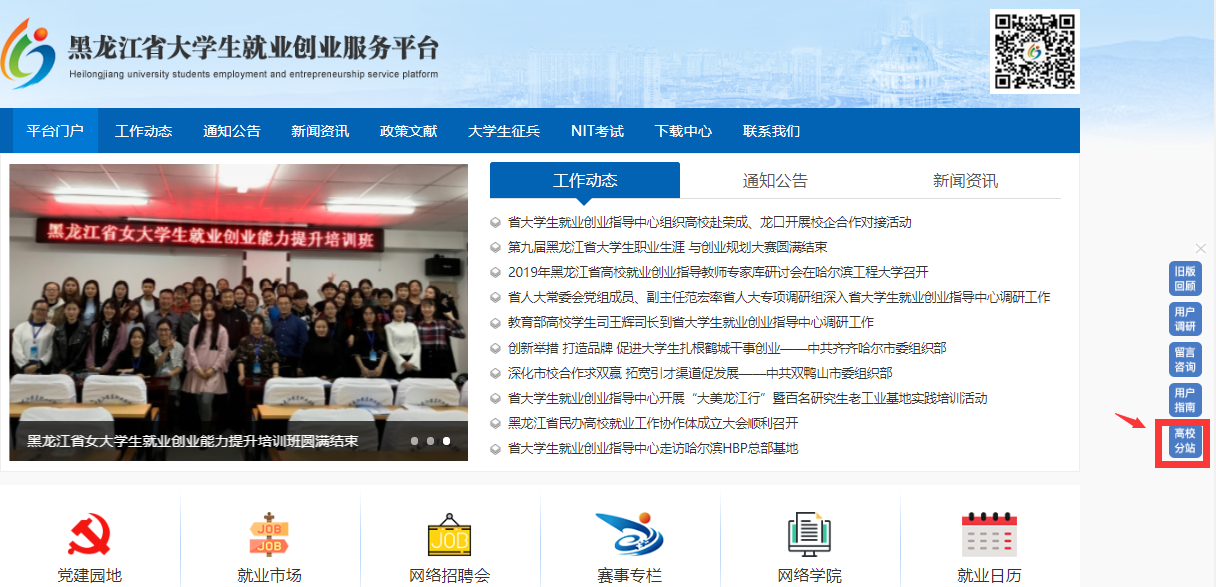 黑龙江省大学生就业创业服务平台
Heilongjiang university students employment and entrepreneurship service platform
平台门户 工作动态 通知公告 新闻资讯 政策文献 大学生征兵 NIT考试 下载中心 联系我们
黑龙江省女大学生就业创业能力提升培训班
黑龙江省女大学生就业创业能力提升培训班圆满结束
工作动态 通知公告 新闻资讯
省大学生就业创业指导中心组织高校赴荣成、龙口开展校企合作对接活动
第九届黑龙江省大学生职业生涯 与创业规划大赛圆满结束
2019年黑龙江省高校就业创业指导教师专家库研讨会在哈尔滨工程大学召开
省人大常委会党组成员、副主任范宏率省人大专项调研组深入省大学生就业创业指导中心调研工作
教育部高校学生司王辉司长到省大学生就业创业指导中心调研工作
创新举措 打造品牌 促进大学生扎根鹤城干事创业——中共齐齐哈尔市委组织部
深化市校合作求双赢 拓宽引才渠道促发展——中共双鸭山市委组织部
省大学生就业创业指导中心开展“大美龙江行”暨百名研究生老工业基地实践培训活动
黑龙江省民办高校就业工作协作体成立大会顺利召开
省大学生就业创业指导中心走访哈尔滨HBP总部基地
旧版
回顾
用户
调研
留言
咨询
用户
指南
高校
分站
JOB
JOB
JOB
党建园地 就业市场 网络招聘会 赛事专栏 网络学院 就业日历